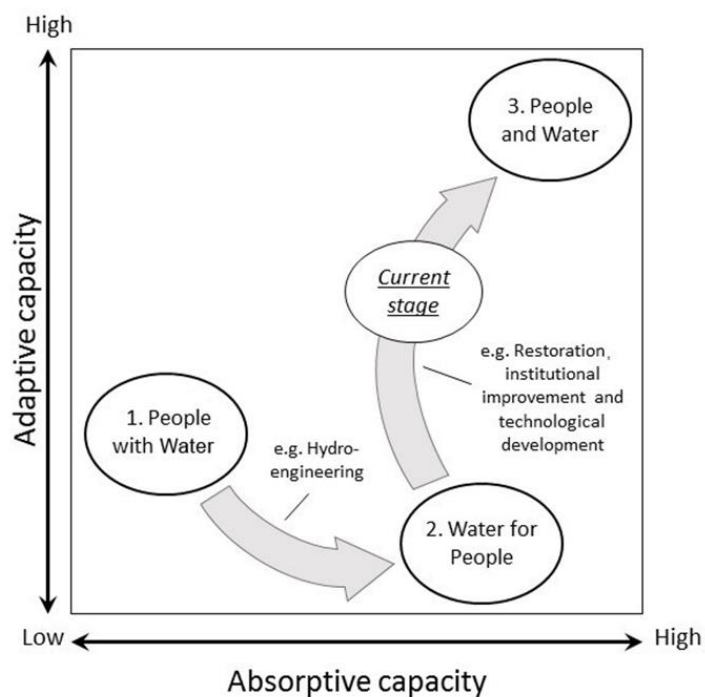 High
3. People
and Water
Current
stage
e.g. Restoration,
institutional
improvement and
technological
development
Adaptive capacity
1. People
with Water
e.g. Hydro-
engineering
2. Water for
People
Low
High
Absorptive capacity